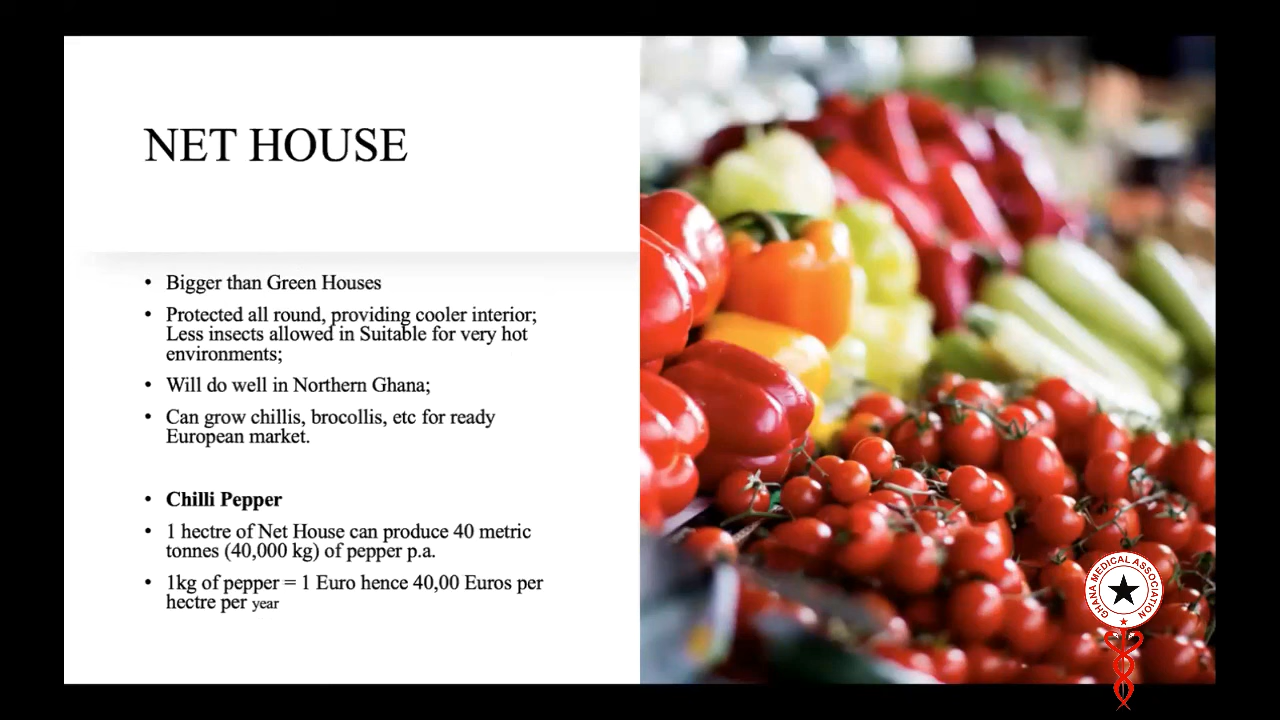 NET HOUSE
• Bigger than Green Houses
• Protected all round, providing cooler interior;
Less insects allowed in Suitable for very hot
environments;
• Will do well in Northern Ghana;
• Can grow chillis, brocollis, etc for ready
European market.
• Chilli Pepper
• 1 hectre of Net House can produce 40 metric
tonnes (40,000 kg) of pepper p.a.
• 1kg of pepper = 1 Euro hence 40,00 Euros per
hectre per year
GHANA MEDICAL ASSOCIATION